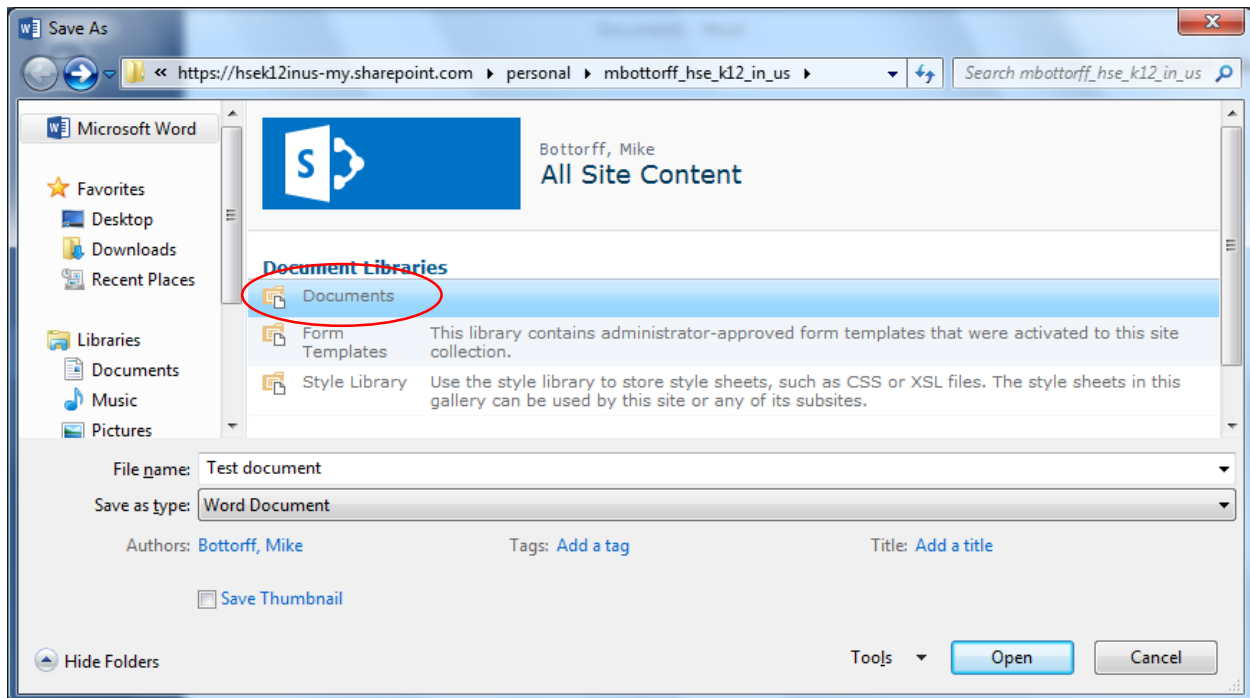 Save As
« https://hsek12inus-my.sharepoint.com personal mbottorff_hse_k12_in_us
Search mbottorff_hse_k12_in_us
Microsoft Word
Favorites
Desktop
Downloads
Recent Places
Libraries
Documents
Music
Pictures
S
Bottorff, Mike
All Site Content
Document Libraries
Documents
Form Templates
This library contains administrator-approved form templates that were activated to this site
collection.
Style Library
Use the style library to store style sheets, such as CSS or XSL files. The style sheets in this
gallery can be used by this site or any of its subsites.
File name: Test document
Save as type: Word Document
Authors: Bottorff, Mike Tags: Add a tag Title: Add a title
Save Thumbnail
Hide Folders Tools Open Cancel